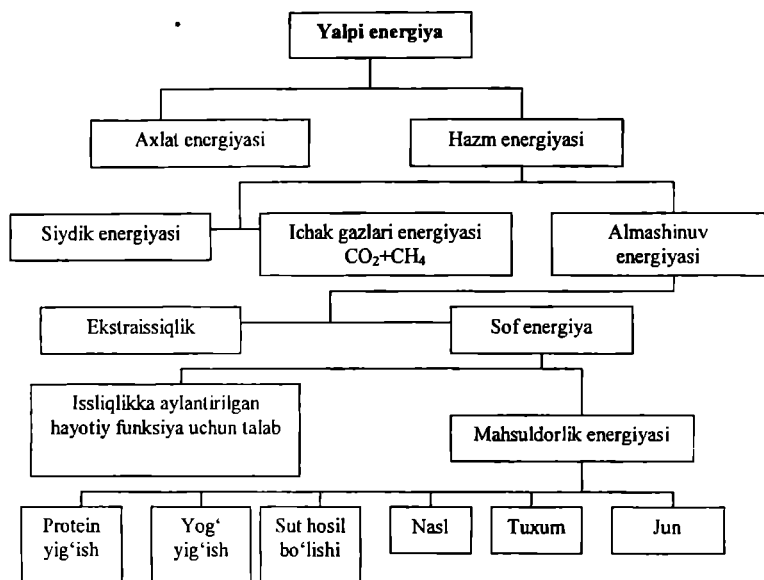 Yalpi energiya
Axlat energiyasi
Hazm energiyasi
Siydik energiyasi
Ichak gazlari energiyasi
CO₂+CH₄
Almashinuv
energiyasi
Ekstraissiqlik
Sof energiya
Issliqlikka aylantirilgan
hayotiy funksiya uchun talab
Mahsuldorlik energiyasi
Protein
yig‘ish
Yog‘
yig‘ish
Sut hosil
bo‘lishi
Nasl
Tuxum
Jun